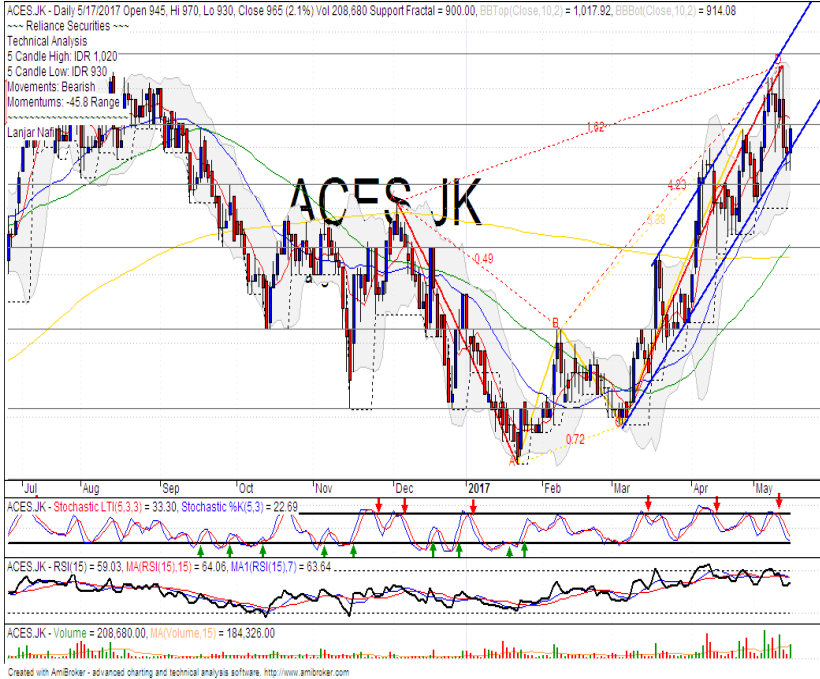 ACES.JK - Daily 5/17/2017 Open 945, Hi 970, Lo 930, Close 965 (2.1%) Vol 208,680 Support Fractal = 900.00, BBTop(Close,10,2) = 1,017.92, BBBot(Close,10,2) = 914.08
~~~ Reliance Securities ~~~
Technical Analysis
5 Candle High: IDR 1,020
5 Candle Low: IDR 930
Movements: Bearish
Momentums: -45.8 Range
Lanjar Nafi
ACES.JK
D
1.62
4.23
0.49
B
A
0.72
Jul Aug Sep Oct Nov Dec 2017 Feb Mar Apr May
ACES.JK - Stochastic LTI(5,3,3) = 33.30, Stochastic %K(5,3) = 22.69
ACES.JK - RSI(15) = 59.03, MA(RSI(15),15) = 64.06, MA1(RSI(15),7) = 63.64
ACES.JK - Volume = 208,680.00, MA(Volume,15) = 184,326.00
Created with AmiBroker - advanced charting and technical analysis software. http://www.amibroker.com